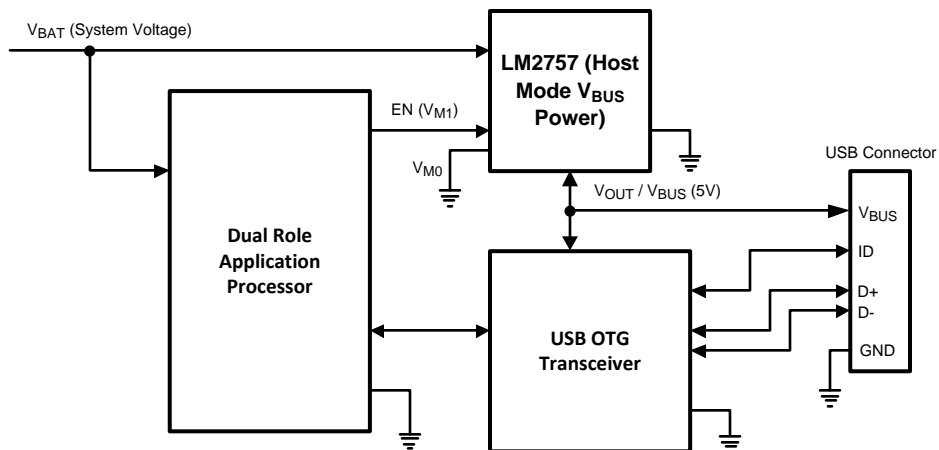 VBAT (System Voltage)
LM2757 (Host
Mode VBUS
Power)
EN (VM1)
VM0
USB Connector
VOUT / VBUS (5V)
VBUS
ID
D+
D-
GND
Dual Role
Application
Processor
USB OTG
Transceiver